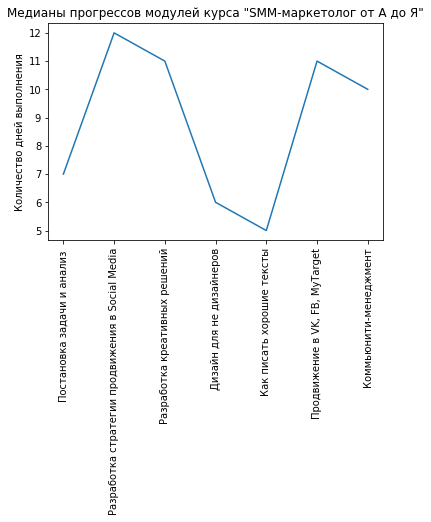 Медианы прогрессов модулей курса "SMM-маркетолог от А до Я"
Количество дней выполнения
12
11
10
9
8
7
6
5
Постановка задачи и анализ
Разработка стратегии продвижения в Social Media
Разработка креативных решений
Дизайн для не дизайнеров
Как писать хорошие тексты
Продвижение в VK, FB, MyTarget
Коммьюнити-менеджмент